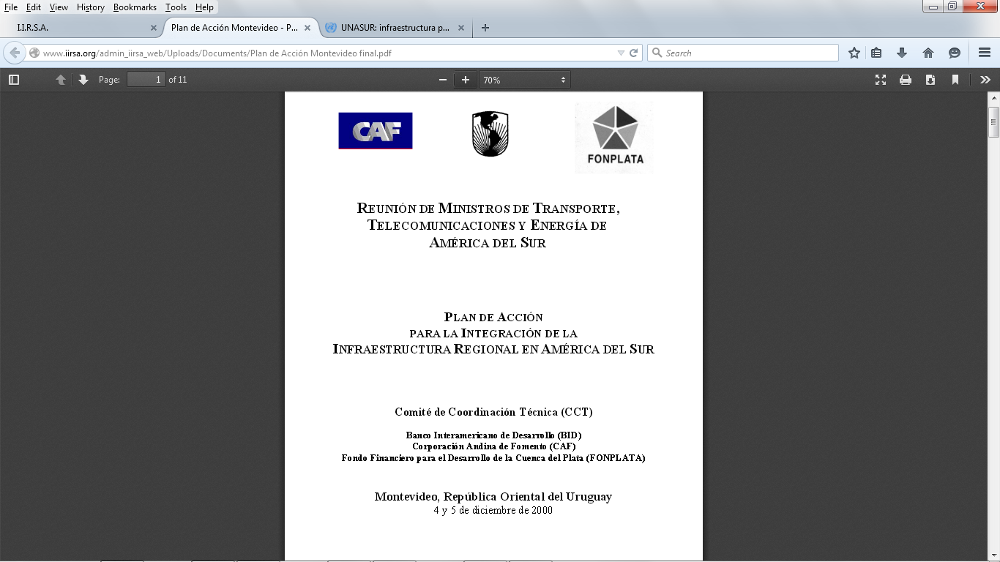 File Edit View History Bookmarks Tools Help
I.I.R.S.A. Plan de Acción Montevideo - P... UNASUR: infraestructura p...
www.iirsa.org/admin_iirsa_web/Uploads/Documents/Plan de Acción Montevideo final.pdf Search
Page: 1 of 11 70%
CAF
FONPLATA
REUNIÓN DE MINISTROS DE TRANSPORTE,
TELECOMUNICACIONES Y ENERGÍA DE
AMÉRICA DEL SUR
PLAN DE ACCIÓN
PARA LA INTEGRACIÓN DE LA
INFRAESTRUCTURA REGIONAL EN AMÉRICA DEL SUR
Comité de Coordinación Técnica (CCT)
Banco Interamericano de Desarrollo (BID)
Corporación Andina de Fomento (CAF)
Fondo Financiero para el Desarrollo de la Cuenca del Plata (FONPLATA)
Montevideo, República Oriental del Uruguay
4 y 5 de diciembre de 2000